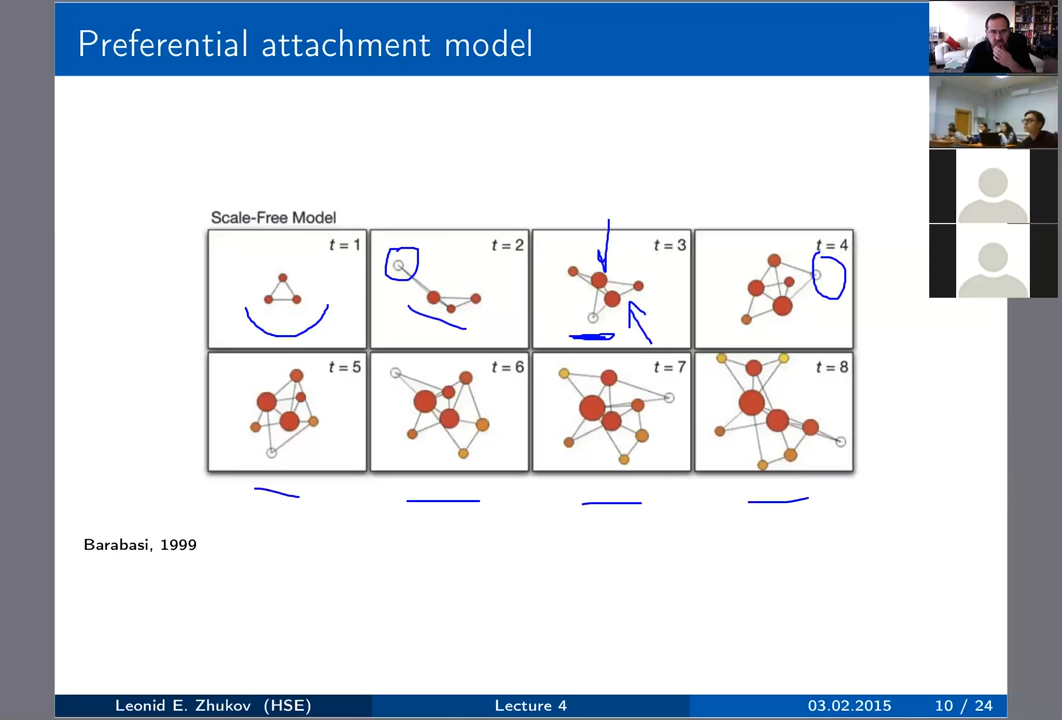 Preferential attachment model
Scale-Free Model
t = 1
t = 2
t = 3
t = 4
t = 5
t = 6
t = 7
t = 8
Barabasi, 1999
Leonid E. Zhukov (HSE) Lecture 4 03.02.2015 10 / 24